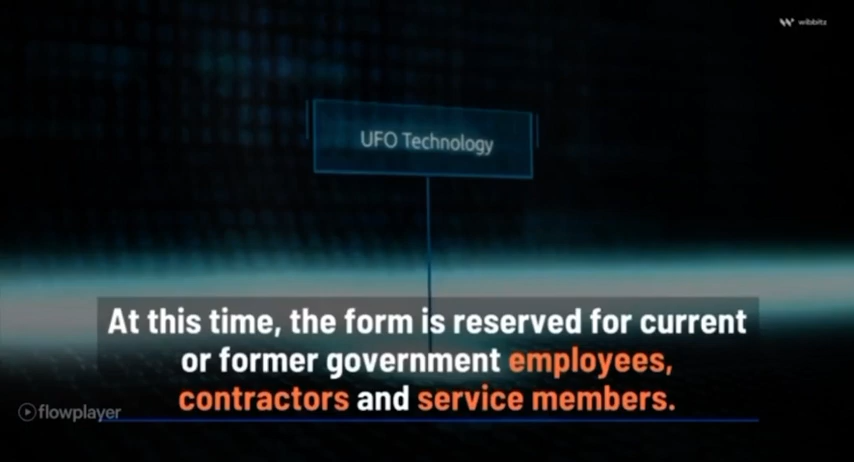 wibbitz
UFO Technology
At this time, the form is reserved for current
or former government employees,
contractors and service members.
flowplayer